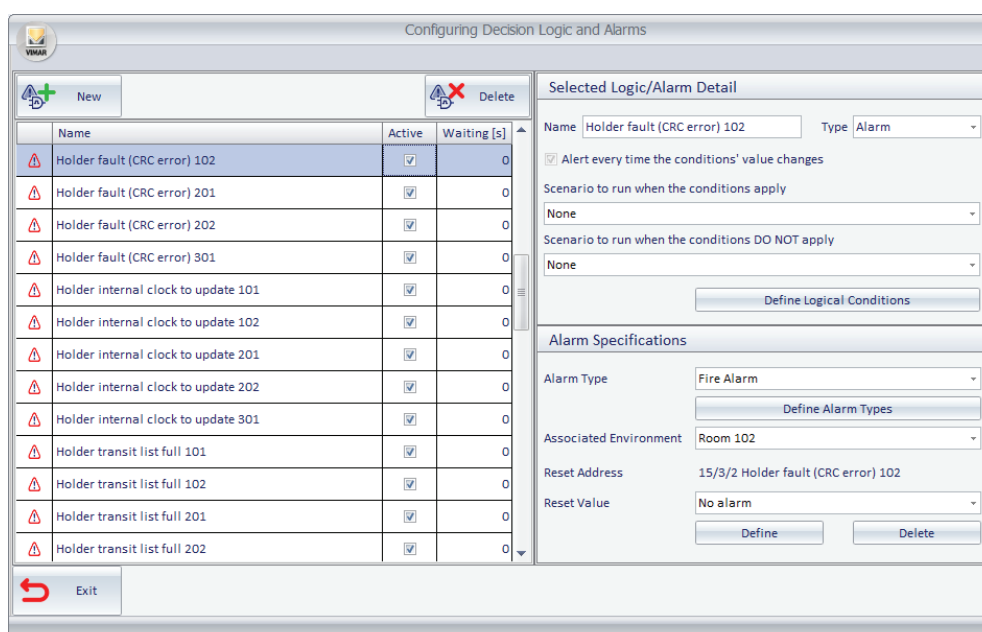 Configuring Decision Logic and Alarms
VIMAR
New
Delete
Name Active Waiting [s]
Holder fault (CRC error) 102 0
Holder fault (CRC error) 201 0
Holder fault (CRC error) 202 0
Holder fault (CRC error) 301 0
Holder internal clock to update 101 0
Holder internal clock to update 102 0
Holder internal clock to update 201 0
Holder internal clock to update 202 0
Holder internal clock to update 301 0
Holder transit list full 101 0
Holder transit list full 102 0
Holder transit list full 201 0
Holder transit list full 202 0
Selected Logic/Alarm Detail
Name Holder fault (CRC error) 102 Type Alarm
Alert every time the conditions' value changes
Scenario to run when the conditions apply
None
Scenario to run when the conditions DO NOT apply
None
Define Logical Conditions
Alarm Specifications
Alarm Type Fire Alarm
Define Alarm Types
Associated Environment Room 102
Reset Address 15/3/2 Holder fault (CRC error) 102
Reset Value No alarm
Define Delete
Exit